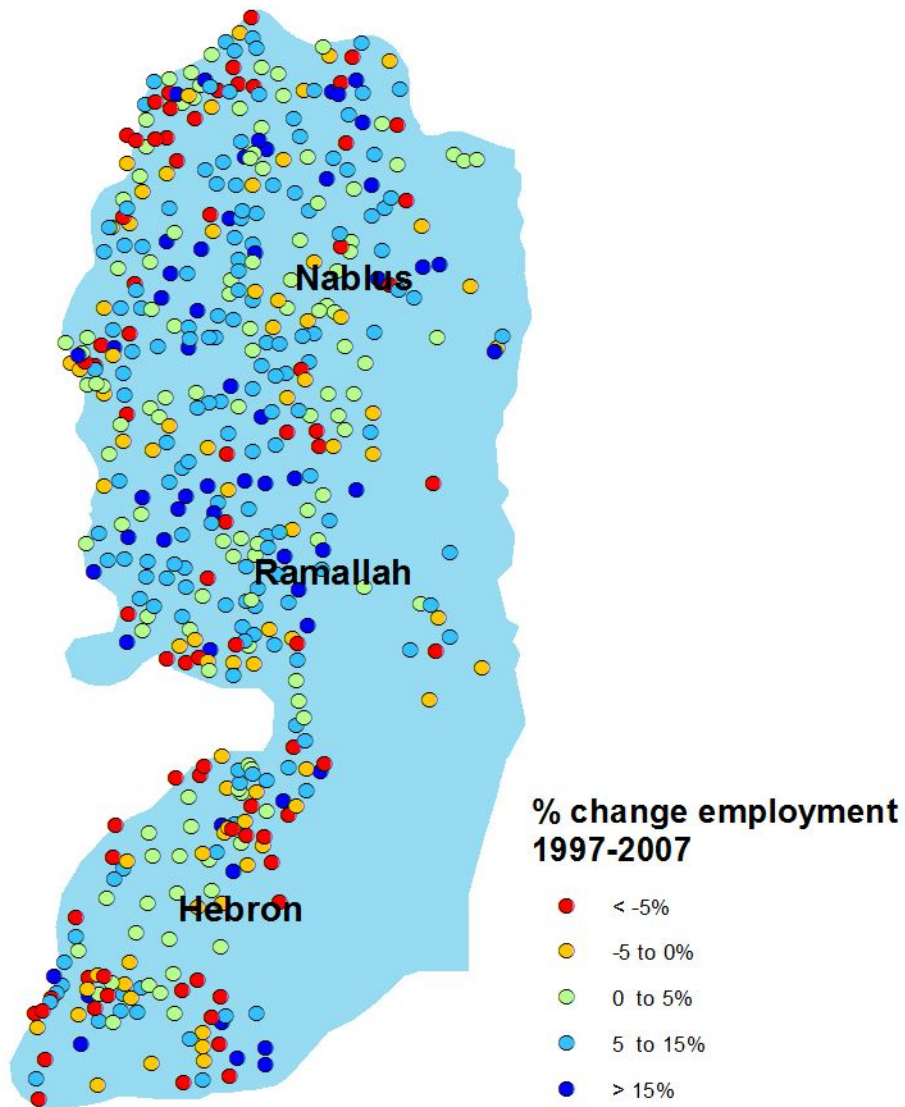 Nablus
Ramallah
Hebron
% change employment
1997-2007
< -5%
-5 to 0%
0 to 5%
5 to 15%
> 15%